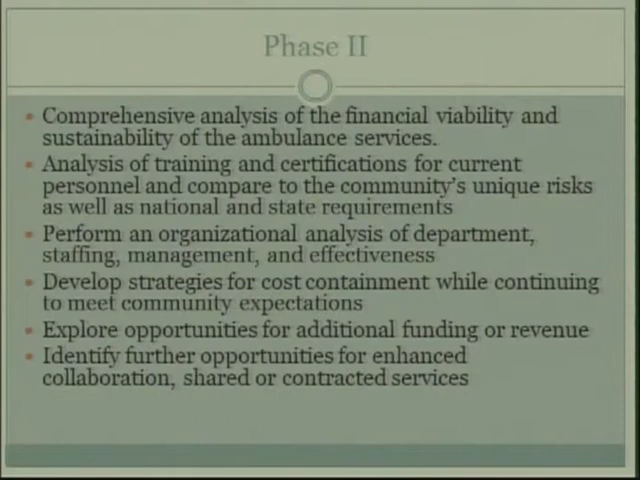 Phase II
• Comprehensive analysis of the financial viability and
sustainability of the ambulance services.
• Analysis of training and certifications for current
personnel and compare to the community's unique risks
as well as national and state requirements
• Perform an organizational analysis of department,
staffing, management, and effectiveness
• Develop strategies for cost containment while continuing
to meet community expectations
• Explore opportunities for additional funding or revenue
• Identify further opportunities for enhanced
collaboration, shared or contracted services